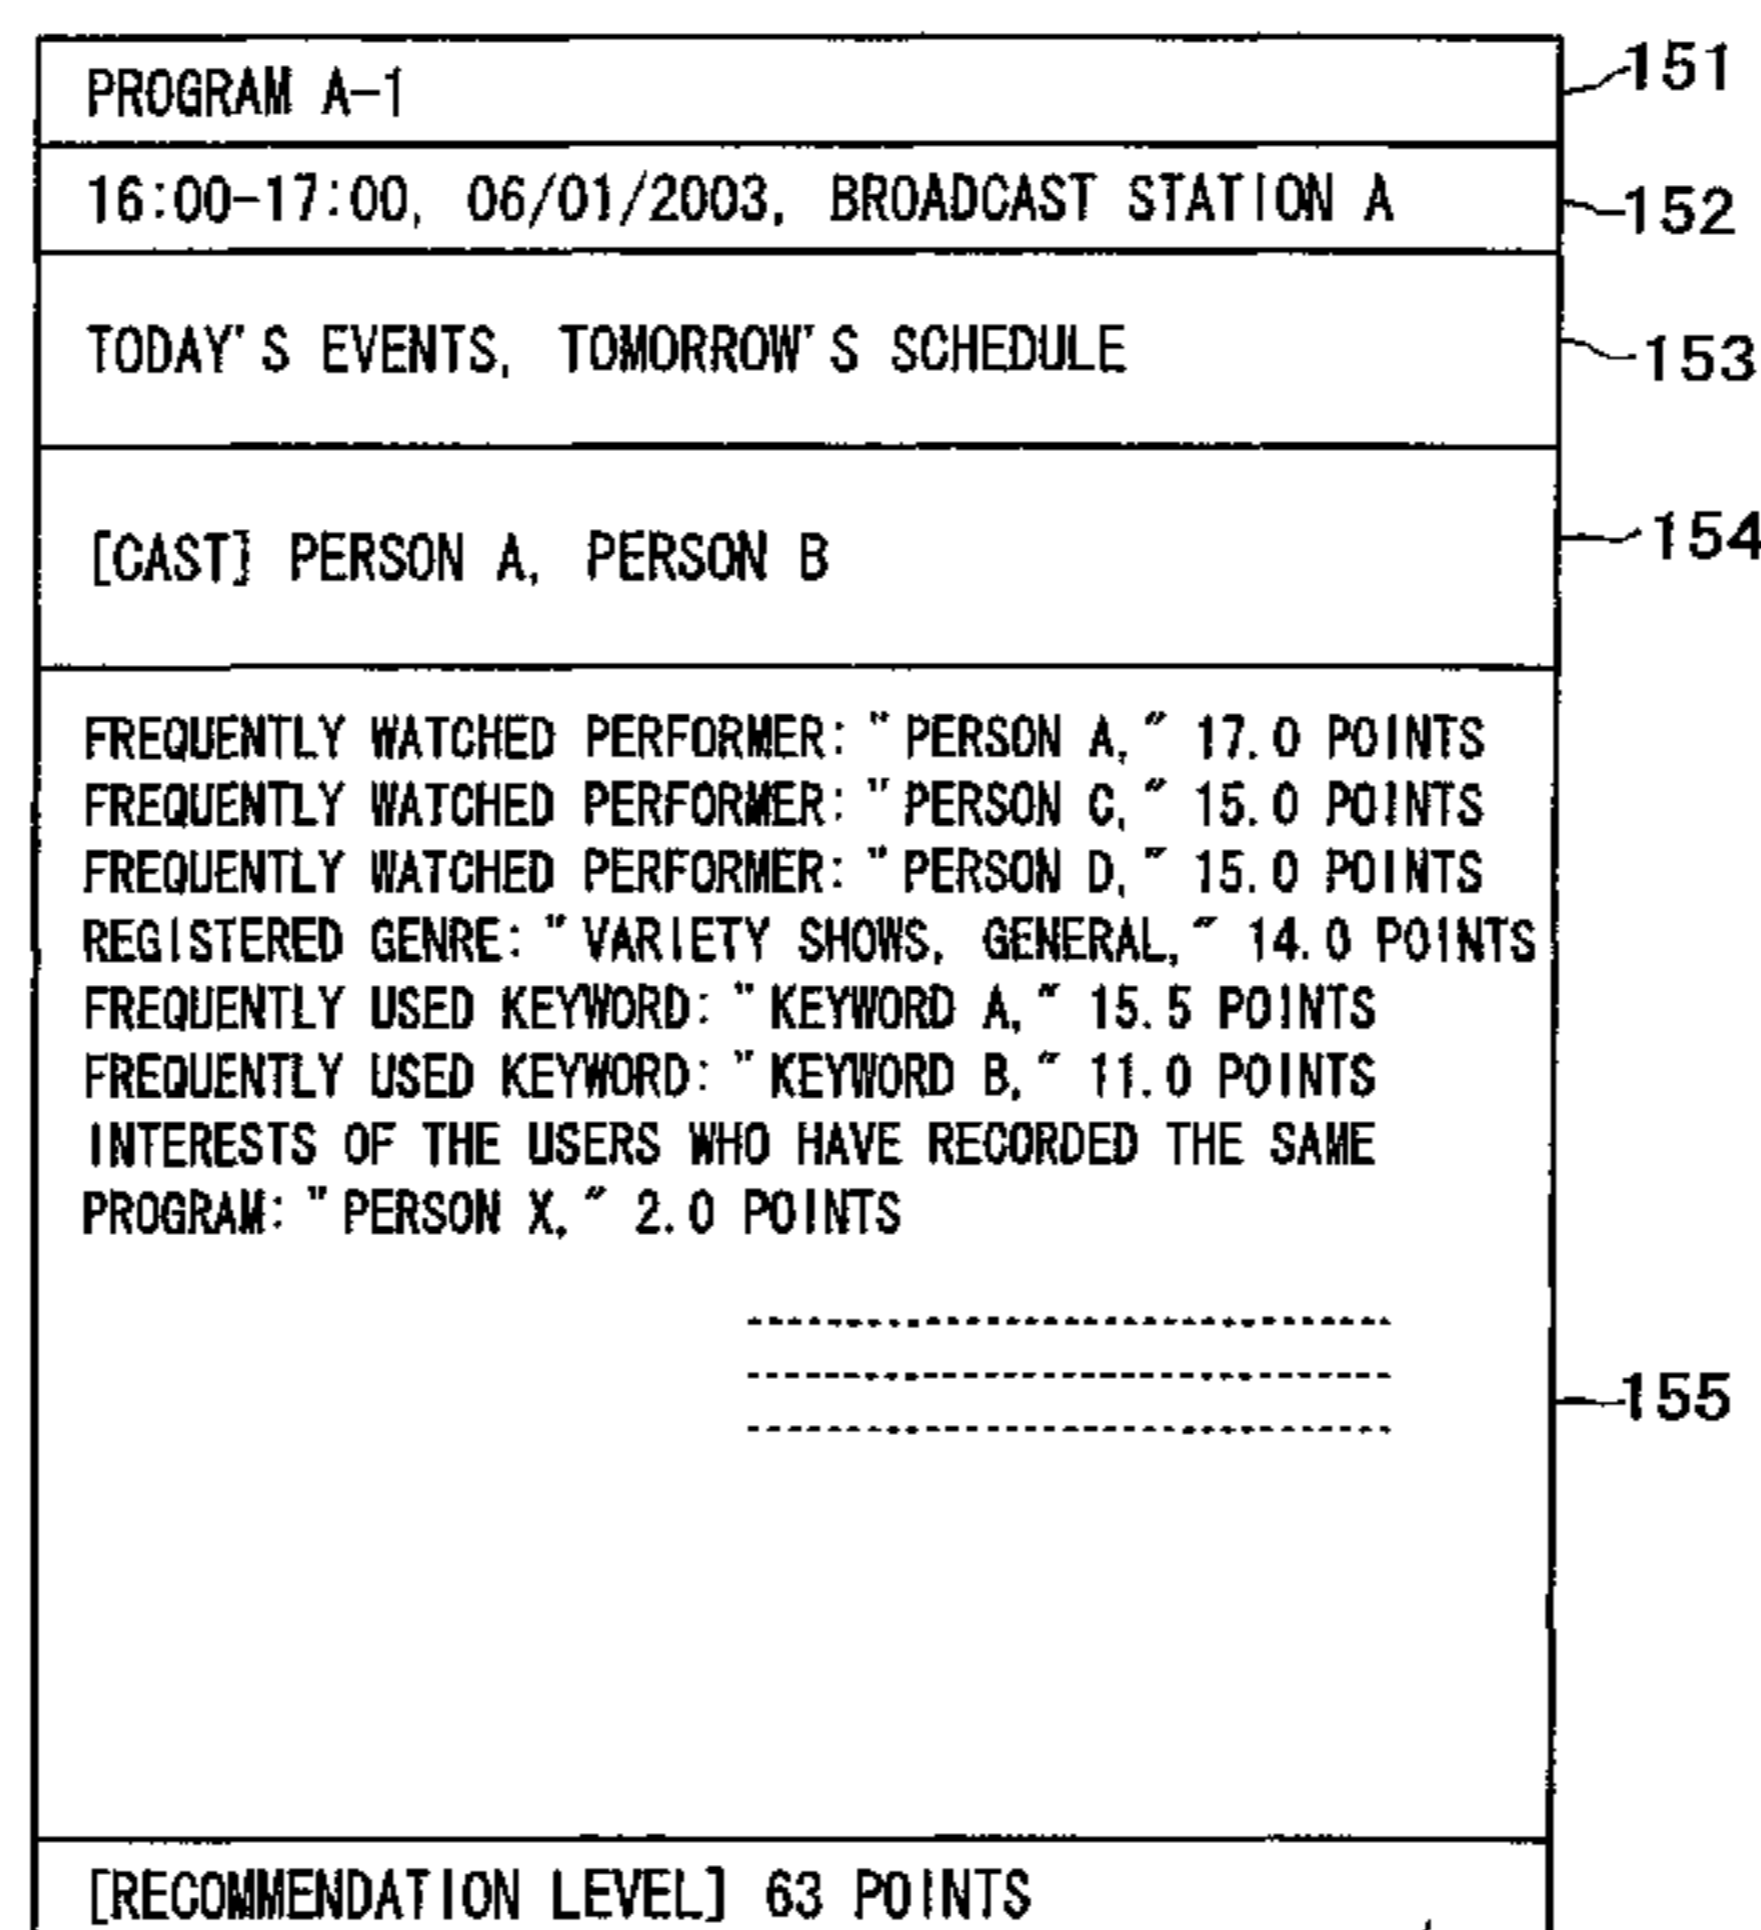 PROGRAM A-1
151
16:00-17:00, 06/01/2003, BROADCAST STATION A
152
TODAY'S EVENTS, TOMORROW'S SCHEDULE
153
[CAST] PERSON A, PERSON B
154
FREQUENTLY WATCHED PERFORMER: "PERSON A," 17.0 POINTS
FREQUENTLY WATCHED PERFORMER: "PERSON C," 15.0 POINTS
FREQUENTLY WATCHED PERFORMER: "PERSON D," 15.0 POINTS
REGISTERED GENRE: "VARIETY SHOWS, GENERAL," 14.0 POINTS
FREQUENTLY USED KEYWORD: "KEYWORD A," 15.5 POINTS
FREQUENTLY USED KEYWORD: "KEYWORD B," 11.0 POINTS
INTERESTS OF THE USERS WHO HAVE RECORDED THE SAME
PROGRAM: "PERSON X," 2.0 POINTS
155
[RECOMMENDATION LEVEL] 63 POINTS